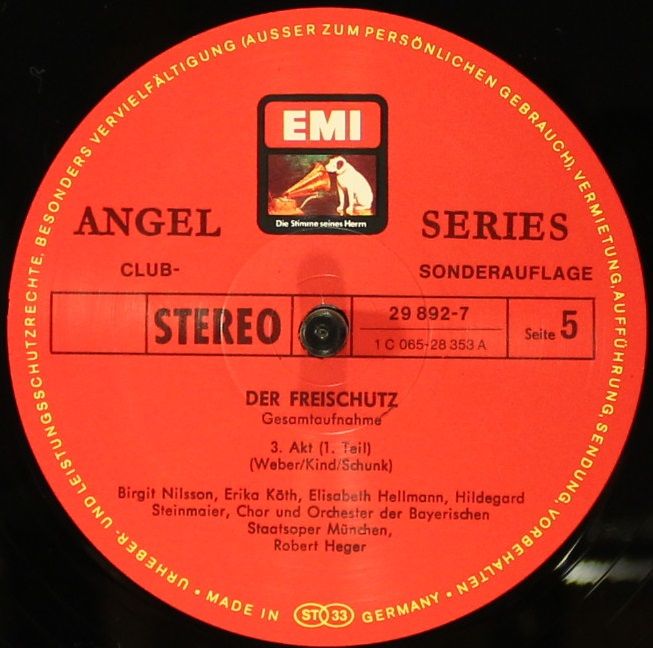 URHEBER- UND LEISTUNGSSCHUTZRECHTE, BESONDERS VERVIELFÄLTIGUNG (AUSSER ZUM PERSÖNLICHEN GEBRAUCH), VERMIETUNG, AUFFÜHRUNG, SENDUNG, VORBEHALTEN • MADE IN ST 33 GERMANY •
EMI
Die Stimme seines Herrn
ANGEL SERIES
CLUB- SONDERAUFLAGE
STEREO
29 892-7
1 C 065-28 353 A
Seite 5
DER FREISCHUTZ
Gesamtaufnahme
3. Akt (1. Teil)
(Weber/Kind/Schunk)
Birgit Nilsson, Erika Köth, Elisabeth Hellmann, Hildegard
Steinmaier, Chor und Orchester der Bayerischen
Staatsoper München,
Robert Heger